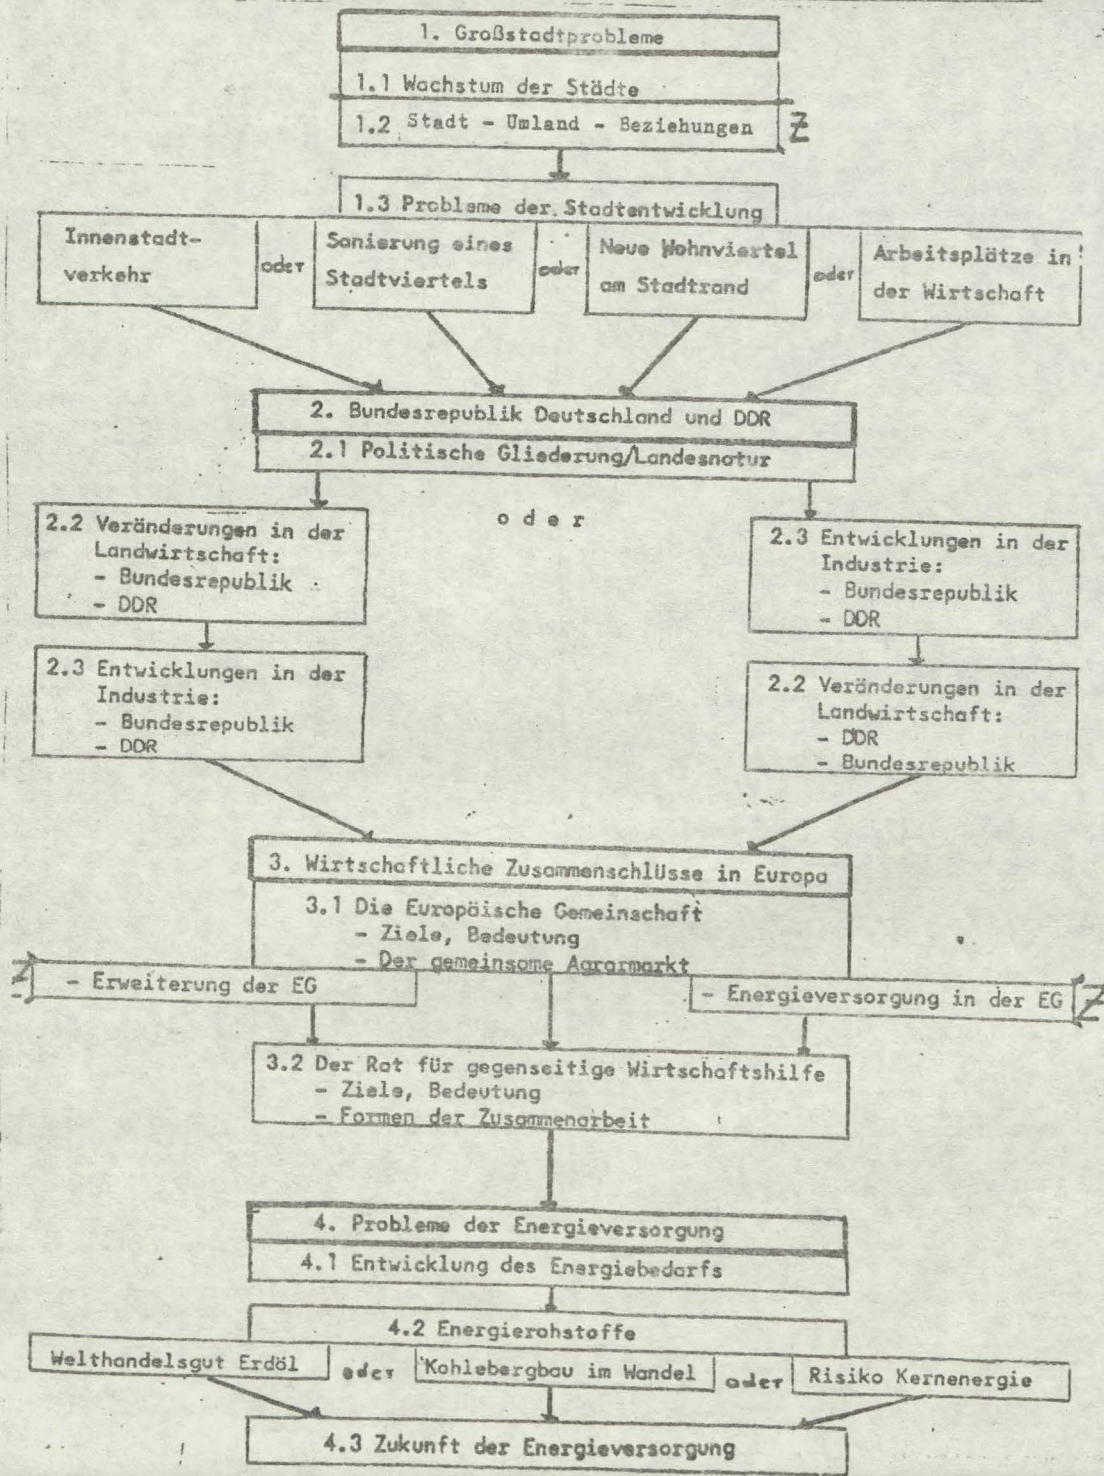 1. Großstadtprobleme
1.1 Wachstum der Städte
1.2 Stadt - Umland - Beziehungen Z
1.3 Probleme der Stadtentwicklung
Innenstadt-
verkehr
oder
Sanierung eines
Stadtviertels
oder
Neue Wohnviertel
am Stadtrand
oder
Arbeitsplätze in
der Wirtschaft
2. Bundesrepublik Deutschland und DDR
2.1 Politische Gliederung/Landesnatur
2.2 Veränderungen in der
Landwirtschaft:
- Bundesrepublik
- DDR
2.3 Entwicklungen in der
Industrie:
- Bundesrepublik
- DDR
o d e r
2.3 Entwicklungen in der
Industrie:
- Bundesrepublik
- DDR
2.2 Veränderungen in der
Landwirtschaft:
- DDR
- Bundesrepublik
3. Wirtschaftliche Zusammenschlüsse in Europa
3.1 Die Europäische Gemeinschaft
- Ziele, Bedeutung
- Der gemeinsame Agrarmarkt
Z - Erweiterung der EG
- Energieversorgung in der EG Z
3.2 Der Rat für gegenseitige Wirtschaftshilfe
- Ziele, Bedeutung
- Formen der Zusammenarbeit
4. Probleme der Energieversorgung
4.1 Entwicklung des Energiebedarfs
4.2 Energierohstoffe
Welthandelsgut Erdöl
oder
Kohlebergbau im Wandel
oder
Risiko Kernenergie
4.3 Zukunft der Energieversorgung